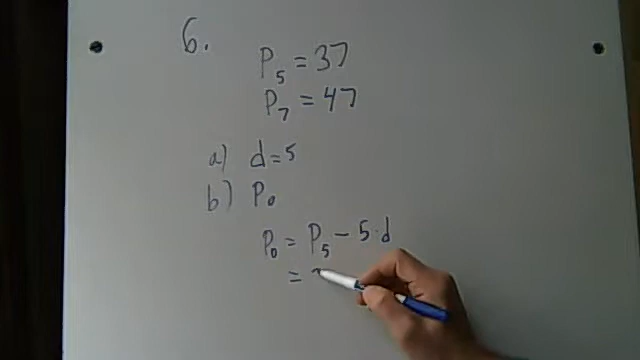 6.
P₅ = 37
P₇ = 47
a) d = 5
b) P₀
P₀ = P₅ − 5·d
=